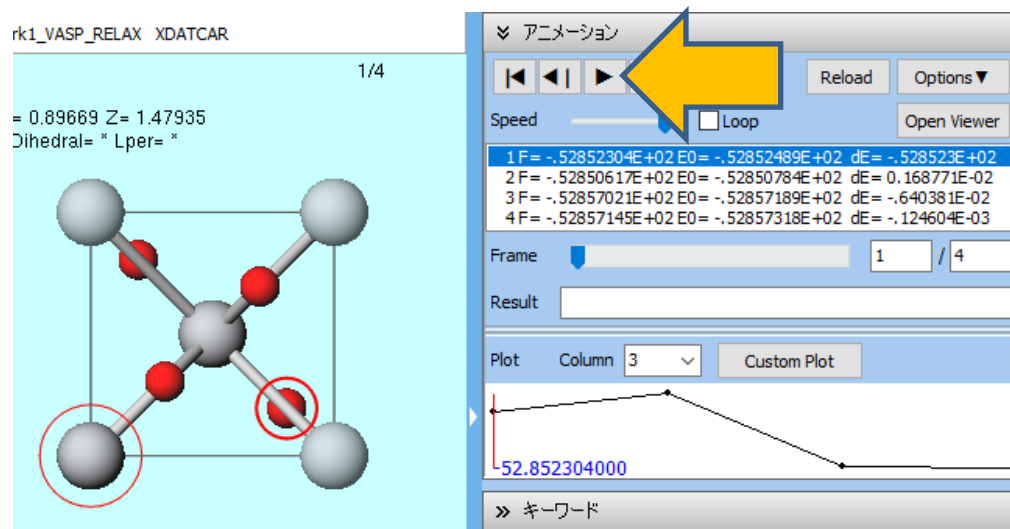 rk1_VASP_RELAX XDATCAR
1/4
= 0.89669 Z= 1.47935
Dihedral= * Lper= *
アニメーション
Reload
Options▼
Speed
Loop
Open Viewer
1 F= -.52852304E+02 E0= -.52852489E+02 dE= -.528523E+02
2 F= -.52850617E+02 E0= -.52850784E+02 dE= 0.168771E-02
3 F= -.52857021E+02 E0= -.52857189E+02 dE= -.640381E-02
4 F= -.52857145E+02 E0= -.52857318E+02 dE= -.124604E-03
Frame
1 / 4
Result
Plot
Column 3
Custom Plot
-52.852304000
キーワード